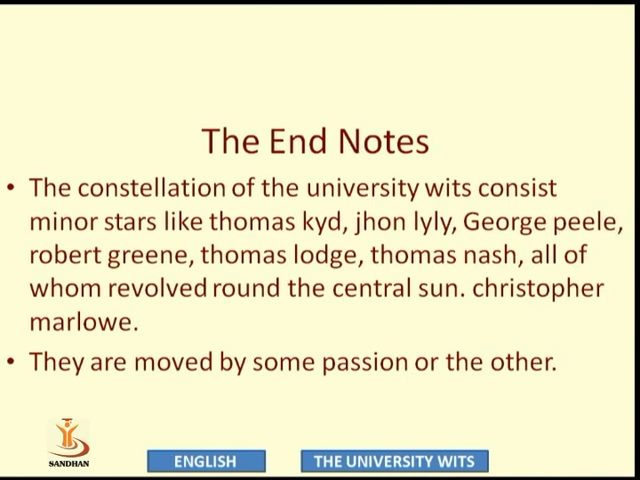 The End Notes
• The constellation of the university wits consist
minor stars like thomas kyd, jhon lyly, George peele,
robert greene, thomas lodge, thomas nash, all of
whom revolved round the central sun. christopher
marlowe.
• They are moved by some passion or the other.
SANDHAN
ENGLISH
THE UNIVERSITY WITS